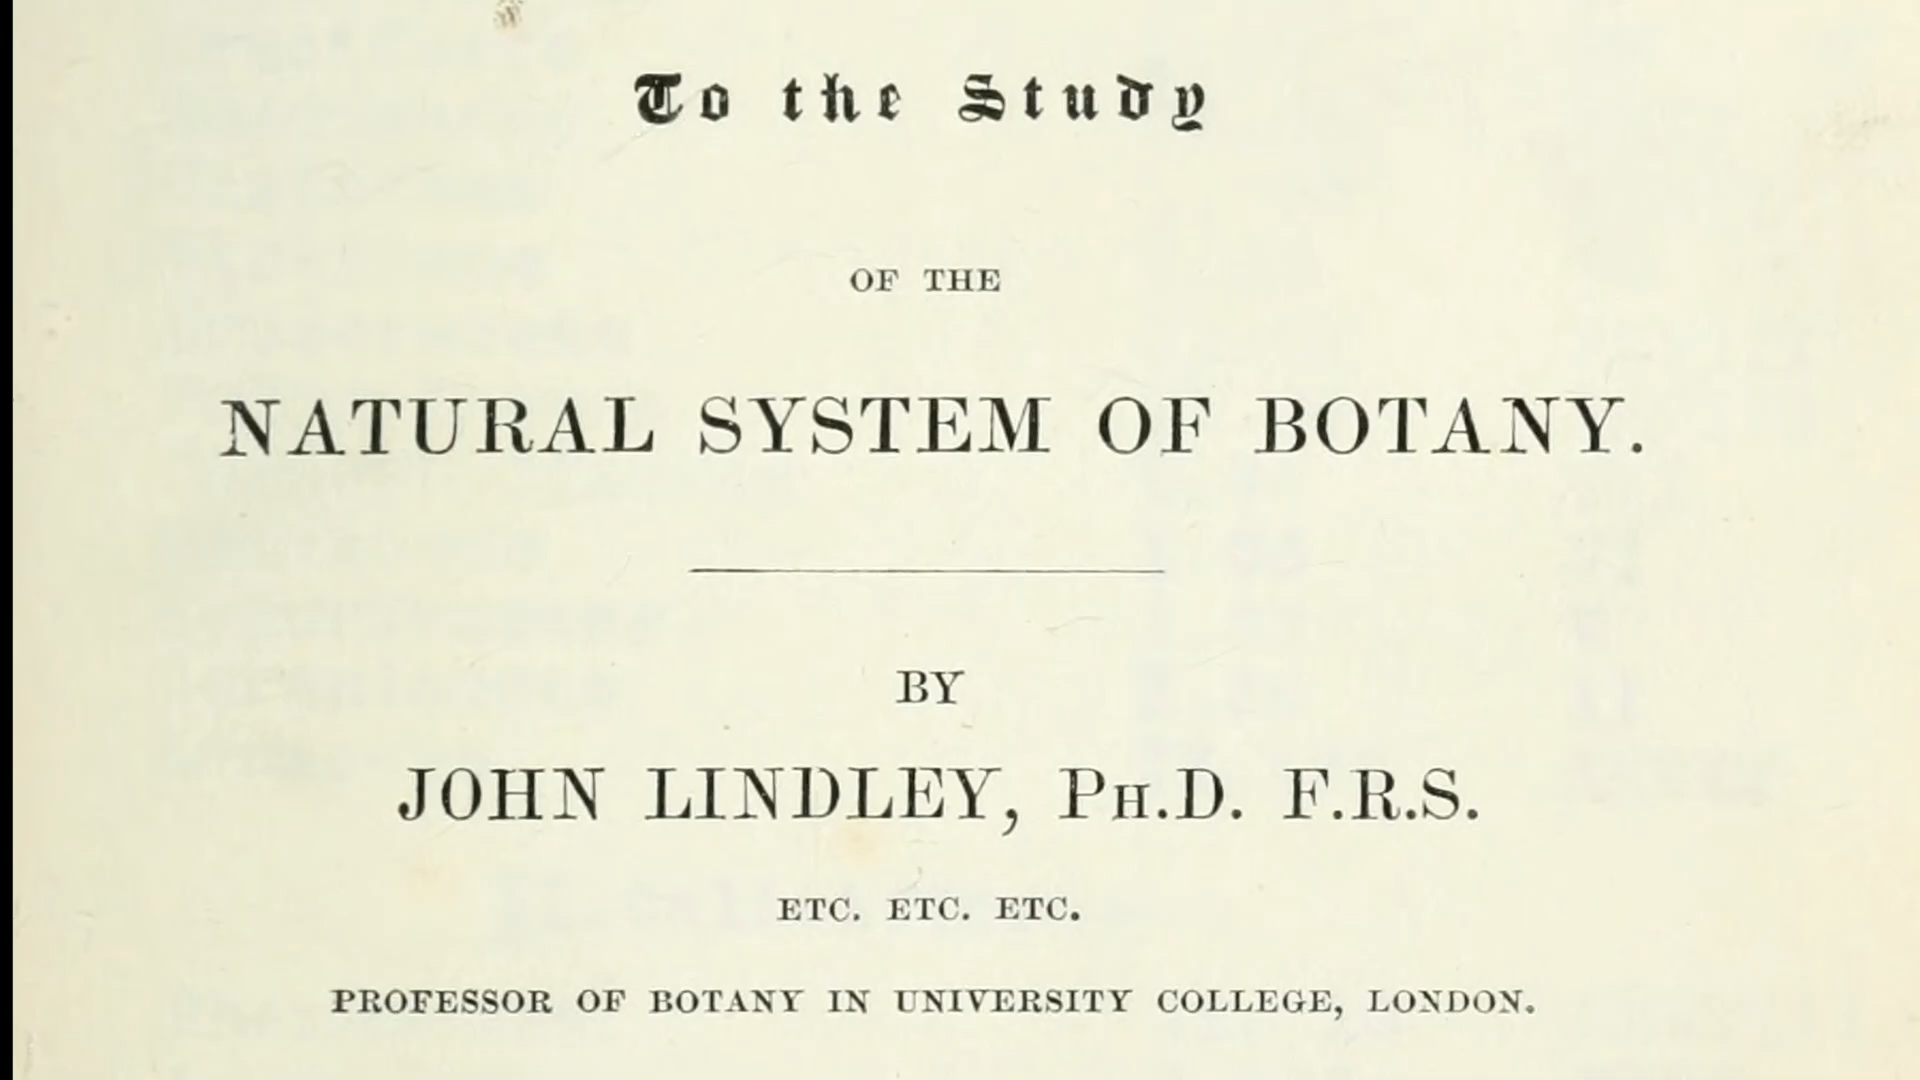 To the Study
OF THE
NATURAL SYSTEM OF BOTANY.
BY
JOHN LINDLEY, PH.D. F.R.S.
ETC. ETC. ETC.
PROFESSOR OF BOTANY IN UNIVERSITY COLLEGE, LONDON.